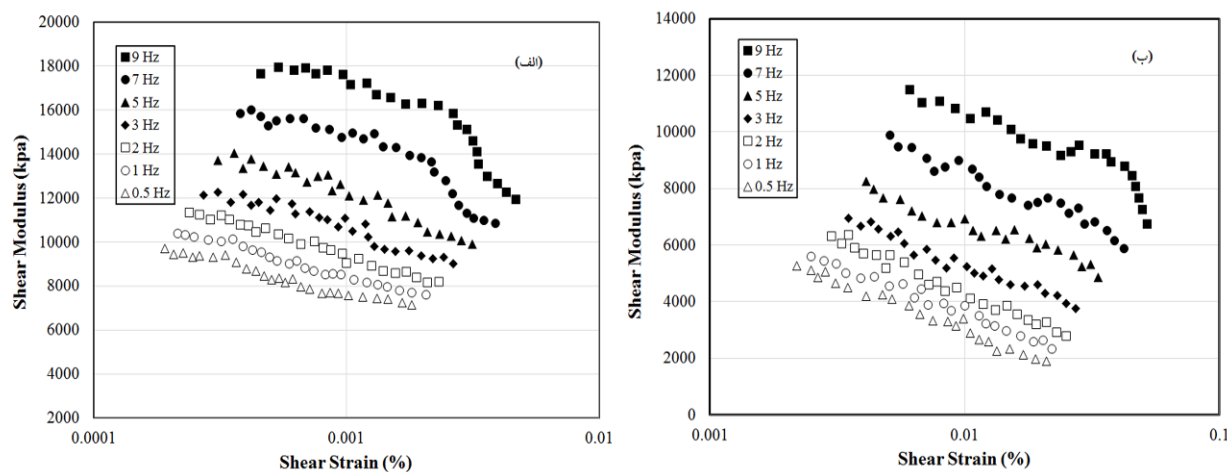 20000
18000
16000
14000
12000
10000
8000
6000
4000
2000
0.0001
0.001
0.01
Shear Modulus (kpa)
Shear Strain (%)
(الف)
9 Hz
7 Hz
5 Hz
3 Hz
2 Hz
1 Hz
0.5 Hz
14000
12000
10000
8000
6000
4000
2000
0
0.001
0.01
0.1
Shear Modulus (kpa)
Shear Strain (%)
(ب)
9 Hz
7 Hz
5 Hz
3 Hz
2 Hz
1 Hz
0.5 Hz